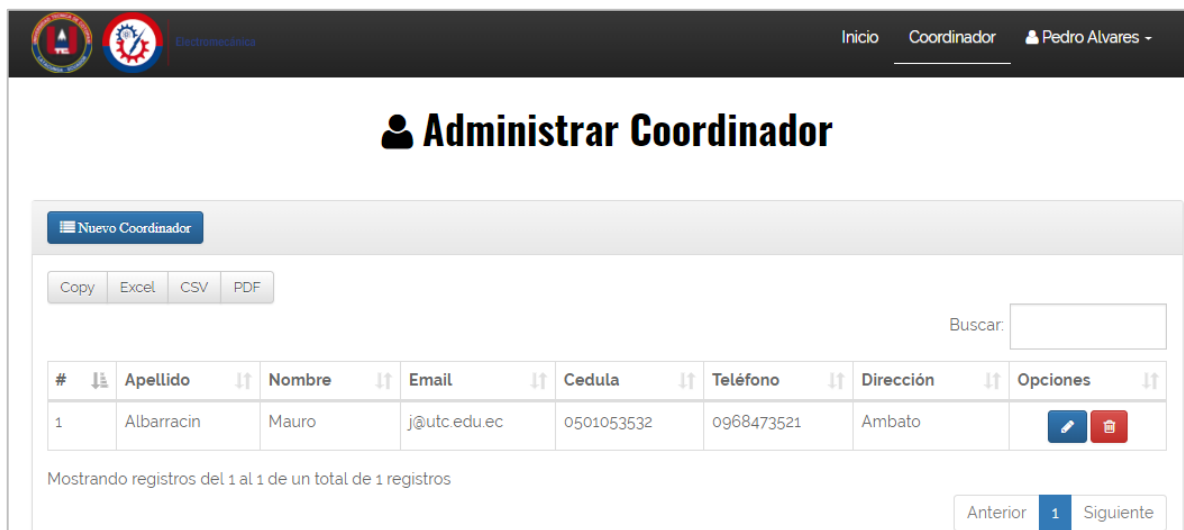 Electromecánica
Inicio Coordinador Pedro Alvares
Administrar Coordinador
Nuevo Coordinador
Copy Excel CSV PDF
Buscar:
# Apellido Nombre Email Cedula Teléfono Dirección Opciones
1 Albarracin Mauro j@utc.edu.ec 0501053532 0968473521 Ambato
Mostrando registros del 1 al 1 de un total de 1 registros
Anterior 1 Siguiente